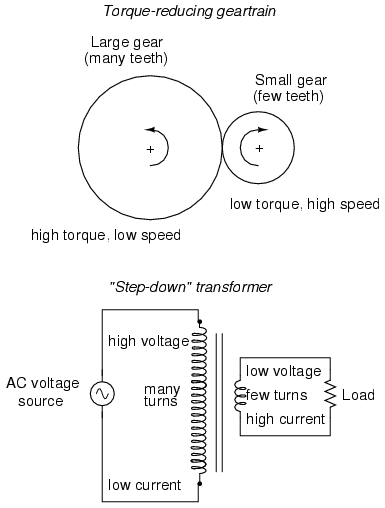 Torque-reducing geartrain
Large gear
(many teeth)
Small gear
(few teeth)
low torque, high speed
high torque, low speed
"Step-down" transformer
high voltage
low voltage
AC voltage
source
many
turns
few turns
Load
high current
low current